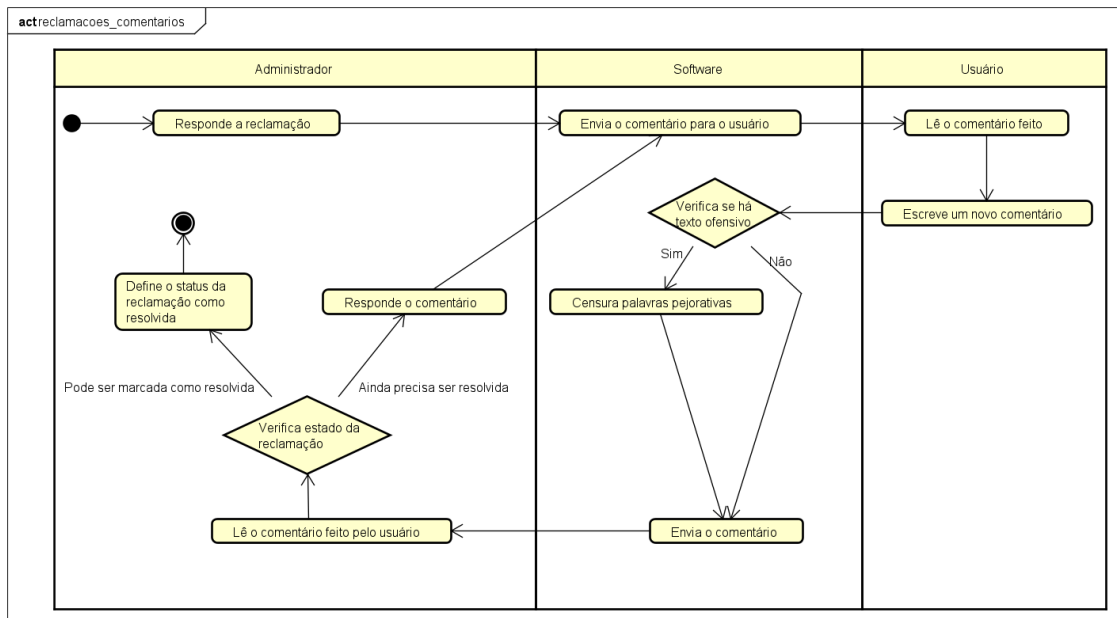 act reclamacoes_comentarios
Administrador
Software
Usuário
Responde a reclamação
Envia o comentário para o usuário
Lê o comentário feito
Verifica se há
texto ofensivo
Escreve um novo comentário
Sim
Não
Define o status da
reclamação como
resolvida
Responde o comentário
Censura palavras pejorativas
Pode ser marcada como resolvida
Ainda precisa ser resolvida
Verifica estado da
reclamação
Lê o comentário feito pelo usuário
Envia o comentário